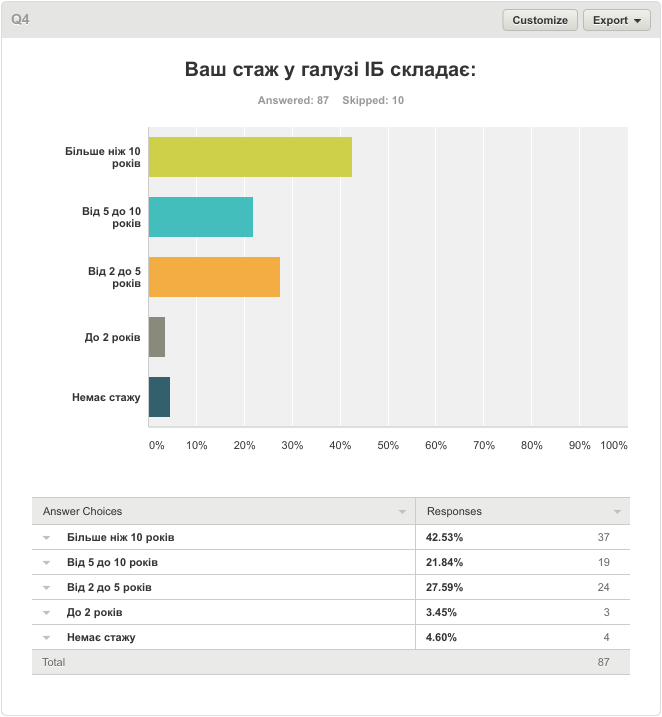 Q4
Customize
Export
Ваш стаж у галузі ІБ складає:
Answered: 87 Skipped: 10
Більше ніж 10
років
Від 5 до 10
років
Від 2 до 5
років
До 2 років
Немає стажу
0% 10% 20% 30% 40% 50% 60% 70% 80% 90% 100%
Answer Choices Responses
Більше ніж 10 років 42.53% 37
Від 5 до 10 років 21.84% 19
Від 2 до 5 років 27.59% 24
До 2 років 3.45% 3
Немає стажу 4.60% 4
Total 87